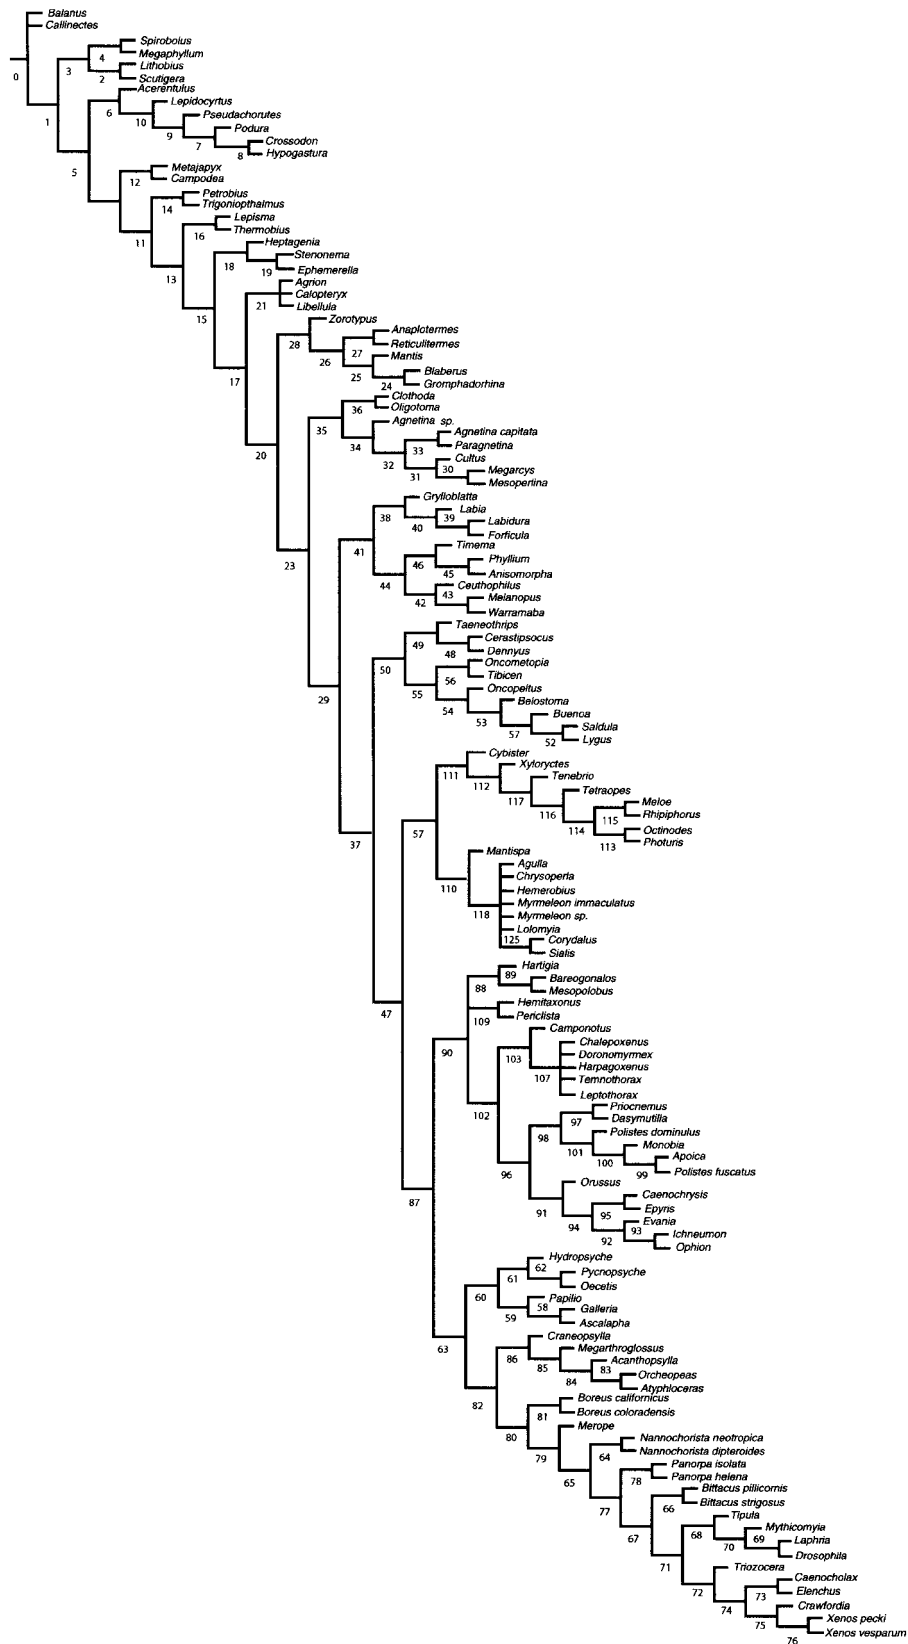 Balanus
Callinectes
Spirobolus
4
3
Megaphyllum
Lithobius
0
2
Scutigera
Acerentulus
Lepidocyrtus
6
Pseudachorutes
1
10
Podura
9
Crossodon
7
Hypogastura
8
Metajapyx
5
12
Campodea
Petrobius
14
Trigoniopthalmus
Lepisma
16
Thermobius
11
Heptagenia
Stenonema
18
19
Ephemerella
13
Agrion
Calopteryx
21
Libellula
15
Zorotypus
Anaplotermes
28
Reticulitermes
27
Mantis
26
Blaberus
25
17
24
Gromphadorhina
Clothoda
36
Oligotoma
Agnetina sp.
35
Agnetina capitata
34
33
Paragnetina
20
Cultus
32
30
Megarcys
31
Mesoperlina
Gryfloblatta
Labia
38
39
Labidura
40
Forficula
Timema
41
Phyllium
23
46
45
Anisomorpha
44
Ceuthophilus
43
Melanopus
42
Warramaba
Taeneothrips
Cerastipsocus
49
48
Dennyus
Oncometopia
50
Tibicen
56
Oncopeltus
55
29
Belostoma
54
Buenoa
53
Saldula
57
52
Lygus
Cybister
Xyloryctes
111
Tenebrio
112
Tetraopes
117
Meloe
116
Rhipiphorus
115
Octinodes
57
114
113
Photuris
37
Mantispa
Agulla
Chrysoperla
110
Hemerobius
Myrmeleon immaculatus
118
Myrmeleon sp.
Lolomyia
125
Corydalus
Sialis
Hartigia
89
Bareogonalos
88
Mesopolobus
Hemitaxonus
47
109
Periclista
Camponotus
Chalepoxenus
90
103
Doronomyrmex
Harpagoxenus
107
Temnothorax
Leptothorax
Priocnemus
102
97
Dasymutilla
Polistes dominulus
98
Monobia
101
Apoica
100
99
Polistes fuscatus
96
Orussus
Caenochrysis
87
95
Epyris
91
Evania
94
93
Ichneumon
92
Ophion
Hydropsyche
62
Pycnopsyche
61
Oecetis
60
Papilio
58
Galleria
59
Ascalapha
Craneopsylla
63
Megarthroglossus
86
Acanthopsylla
85
83
Orcheopeas
84
Atyphloceras
82
Boreus californicus
81
Boreus coloradensis
Merope
80
Nannochorista neotropica
79
64
Nannochorista dipteroides
Panorpa isolata
65
78
Panorpa helena
Bittacus pillicornis
77
66
Bittacus strigosus
Tipula
67
68
Mythicomyia
70
69
Laphria
Drosophila
71
Triozocera
Caenocholax
72
73
Elenchus
74
Crawfordia
75
Xenos pecki
76
Xenos vesparum